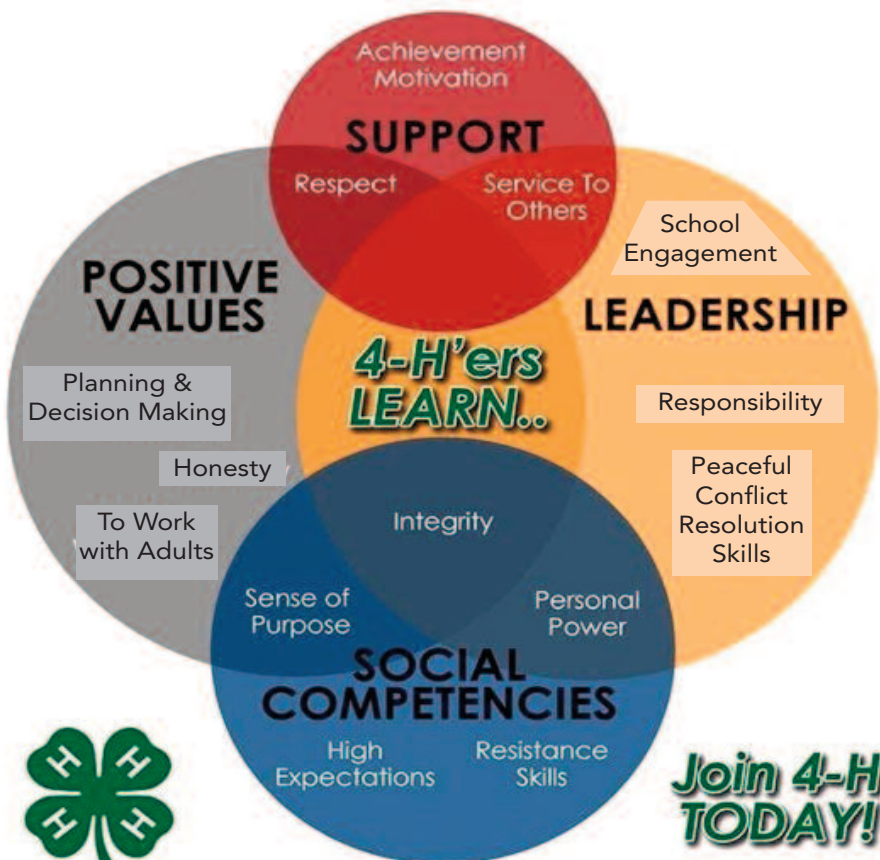 Achievement
Motivation
SUPPORT
Respect
Service To
Others
School
Engagement
POSITIVE
VALUES
LEADERSHIP
4-H'ers
LEARN..
Planning &
Decision Making
Responsibility
Honesty
Peaceful
Conflict
Resolution
Skills
To Work
with Adults
Integrity
Sense of
Purpose
Personal
Power
SOCIAL
COMPETENCIES
High
Expectations
Resistance
Skills
H H
H H
Join 4-H
TODAY!